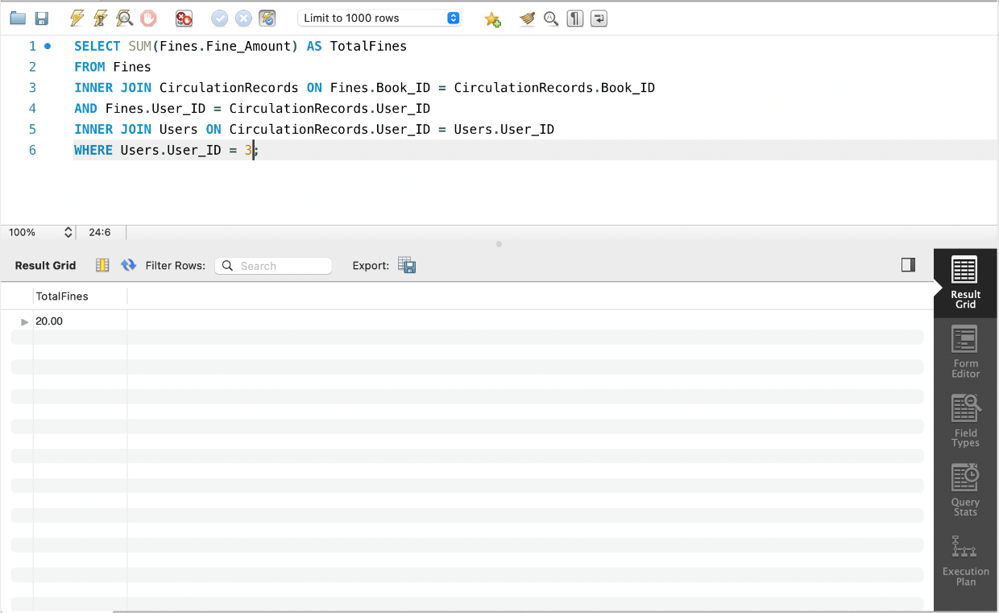 Limit to 1000 rows
1 SELECT SUM(Fines.Fine_Amount) AS TotalFines
2 FROM Fines
3 INNER JOIN CirculationRecords ON Fines.Book_ID = CirculationRecords.Book_ID
4 AND Fines.User_ID = CirculationRecords.User_ID
5 INNER JOIN Users ON CirculationRecords.User_ID = Users.User_ID
6 WHERE Users.User_ID = 3;
100% 24:6
Result Grid Filter Rows: Search Export:
TotalFines
20.00
Result
Grid
Form
Editor
Field
Types
Query
Stats
Execution
Plan